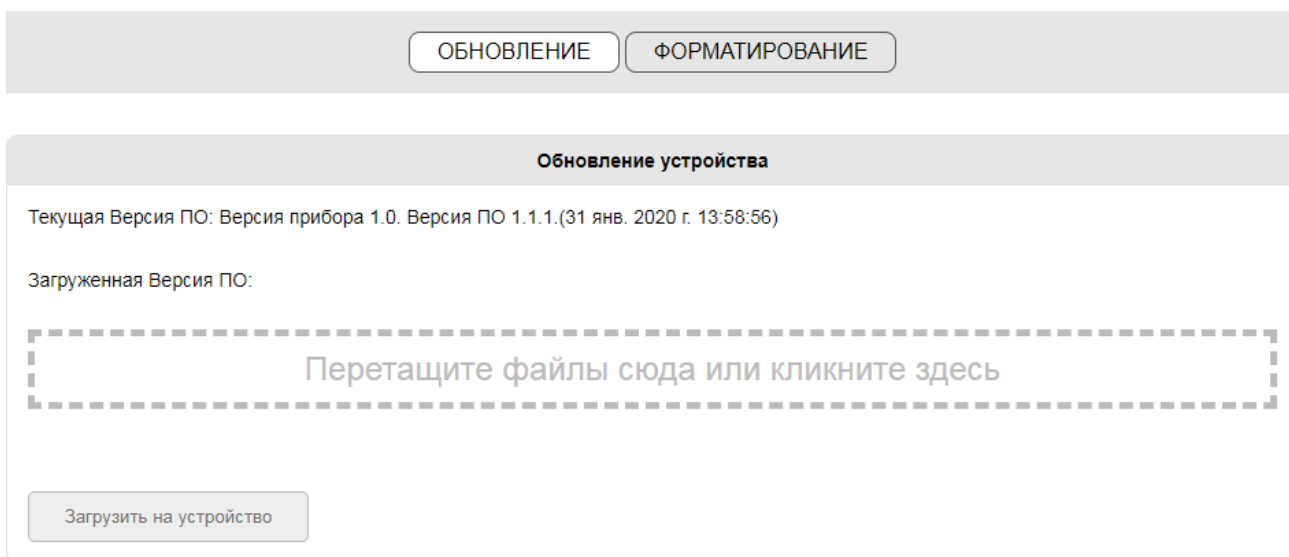 ОБНОВЛЕНИЕ ФОРМАТИРОВАНИЕ
Обновление устройства
Текущая Версия ПО: Версия прибора 1.0. Версия ПО 1.1.1.(31 янв. 2020 г. 13:58:56)
Загруженная Версия ПО:
Перетащите файлы сюда или кликните здесь
Загрузить на устройство